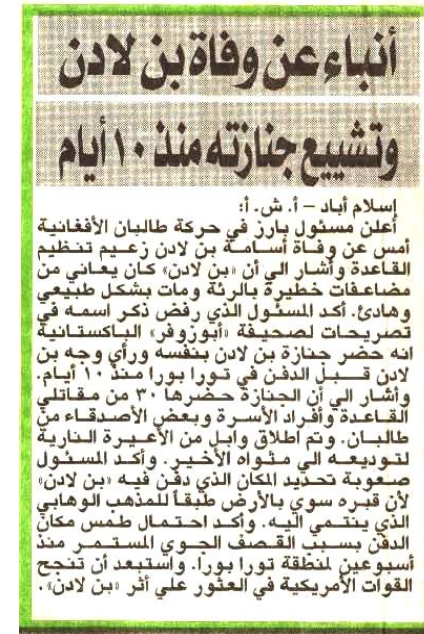 أنباء عن وفاة بن لادن
وتشييع جنازته منذ ١٠ أيام
إسلام أباد – أ. ش. أ:
أعلن مسئول بارز في حركة طالبان الأفغانية
أمس عن وفاة أسامة بن لادن زعيم تنظيم
القاعدة وأشار الي أن «بن لادن» كان يعاني من
مضاعفات خطيرة بالرئة ومات بشكل طبيعي
وهادئ. أكد المسئول الذي رفض ذكر اسمه في
تصريحات لصحيفة «أبوزوفر» الباكستانية
انه حضر جنازة بن لادن بنفسه ورأي وجه بن
لادن قبل الدفن في تورا بورا منذ ١٠ أيام.
وأشار الي أن الجنازة حضرها ٣٠ من مقاتلي
القاعدة وأفراد الأسرة وبعض الأصدقاء من
طالبان. وتم اطلاق وابل من الأعيرة النارية
لتوديعه الي مثواه الأخير. وأكد المسئول
صعوبة تحديد المكان الذي دفن فيه «بن لادن»
لأن قبره سوي بالأرض طبقاً للمذهب الوهابي
الذي ينتمي اليه. وأكد احتمال طمس مكان
الدفن بسبب القصف الجوي المستمر منذ
أسبوعين لمنطقة تورا بورا. واستبعد أن تنجح
القوات الأمريكية في العثور علي أثر «بن لادن».